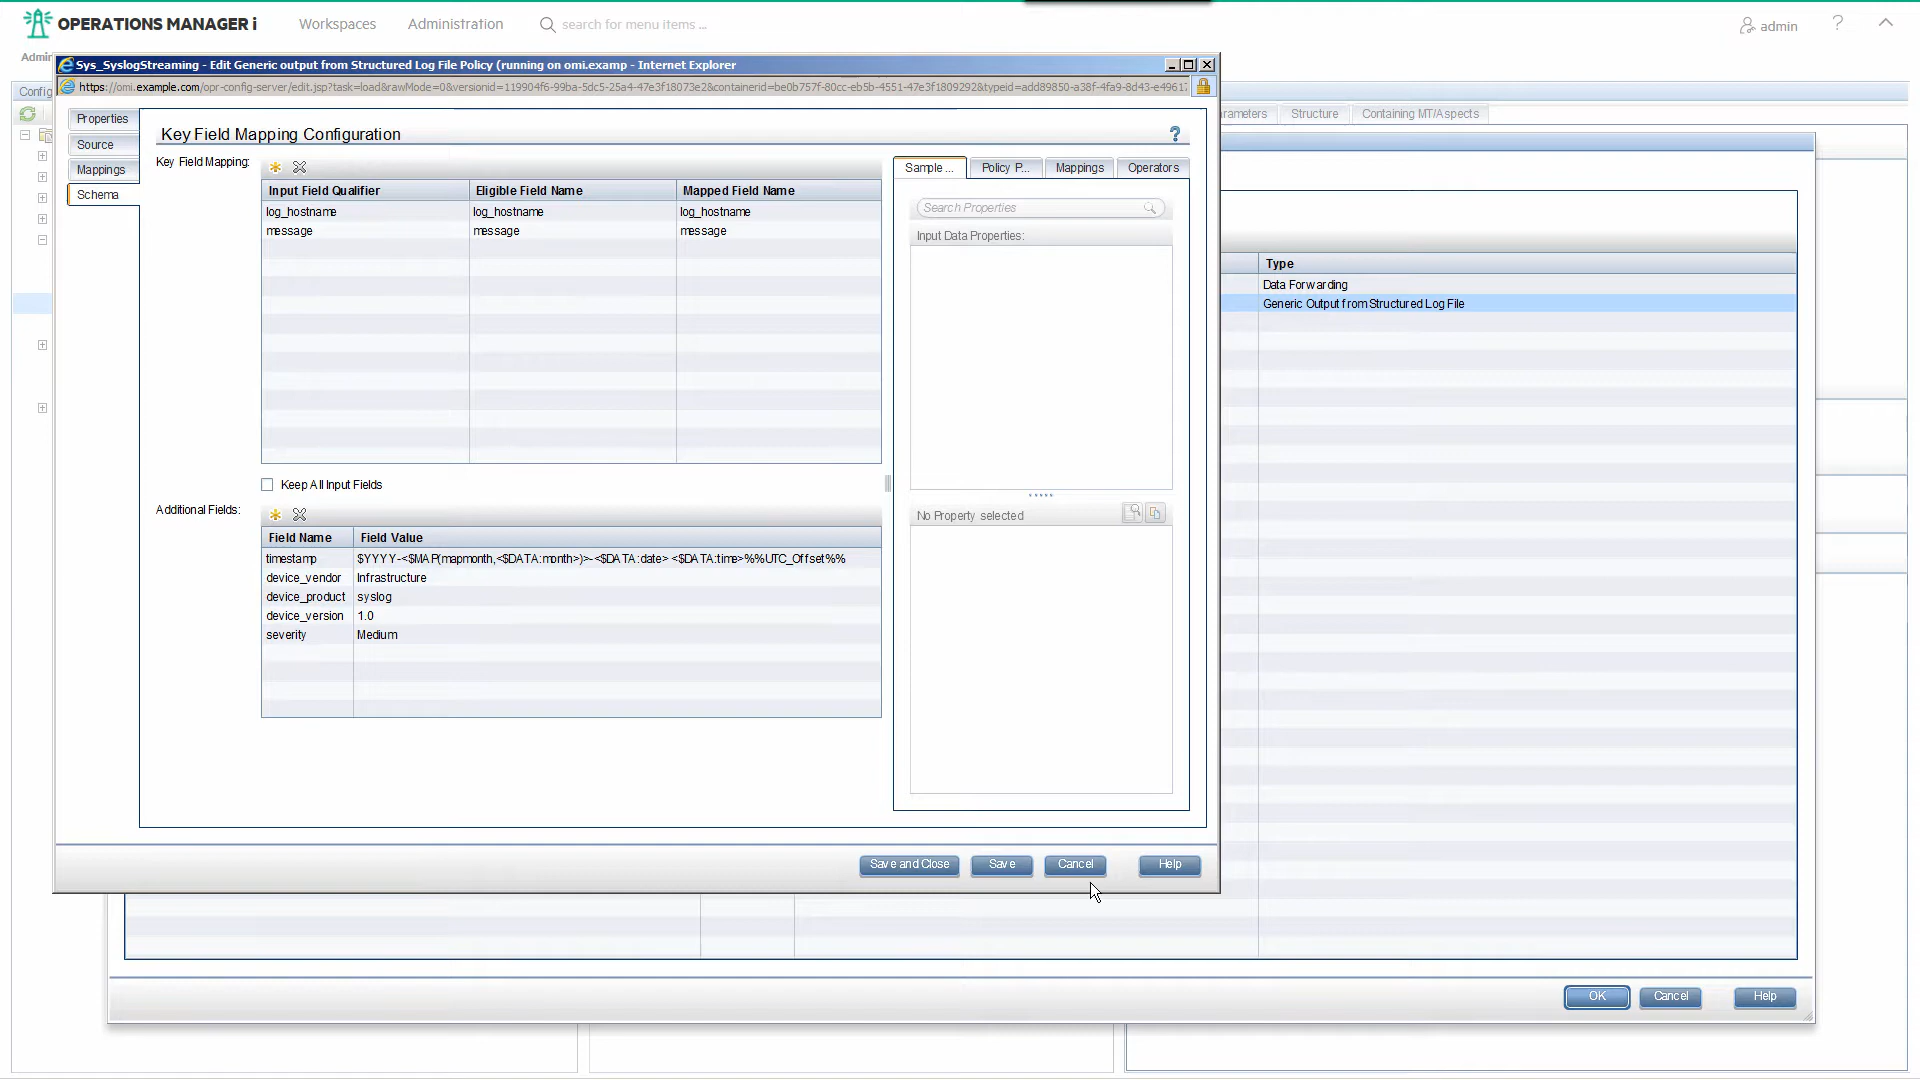 OPERATIONS MANAGER i
Workspaces
Administration
search for menu items ...
admin
?
Admin
Sys_SyslogStreaming - Edit Generic output from Structured Log File Policy (running on omi.examp - Internet Explorer
https://omi.example.com/opr-config-server/edit.jsp?task=load&rawMode=0&versionid=119904f6-99ba-5dc5-25a4-47e3f18073e2&containerid=be0b757f-80cc-eb5b-4551-47e3f1809292&typeid=add89850-a38f-4fa9-8d43-e49617
Config
Properties
Source
Mappings
Schema
Key Field Mapping Configuration
?
Key Field Mapping:
Input Field Qualifier Eligible Field Name Mapped Field Name
log_hostname log_hostname log_hostname
message message message
Keep All Input Fields
Additional Fields:
Field Name Field Value
timestamp $YYYY-<$MAP(mapmonth,<$DATA:month>)>-<$DATA:date> <$DATA:time>%%UTC_Offset%%
device_vendor Infrastructure
device_product syslog
device_version 1.0
severity Medium
Sample ...
Policy P...
Mappings
Operators
Search Properties
Input Data Properties:
No Property selected
Save and Close
Save
Cancel
Help
rameters
Structure
Containing MT/Aspects
Type
Data Forwarding
Generic Output from Structured Log File
OK
Cancel
Help